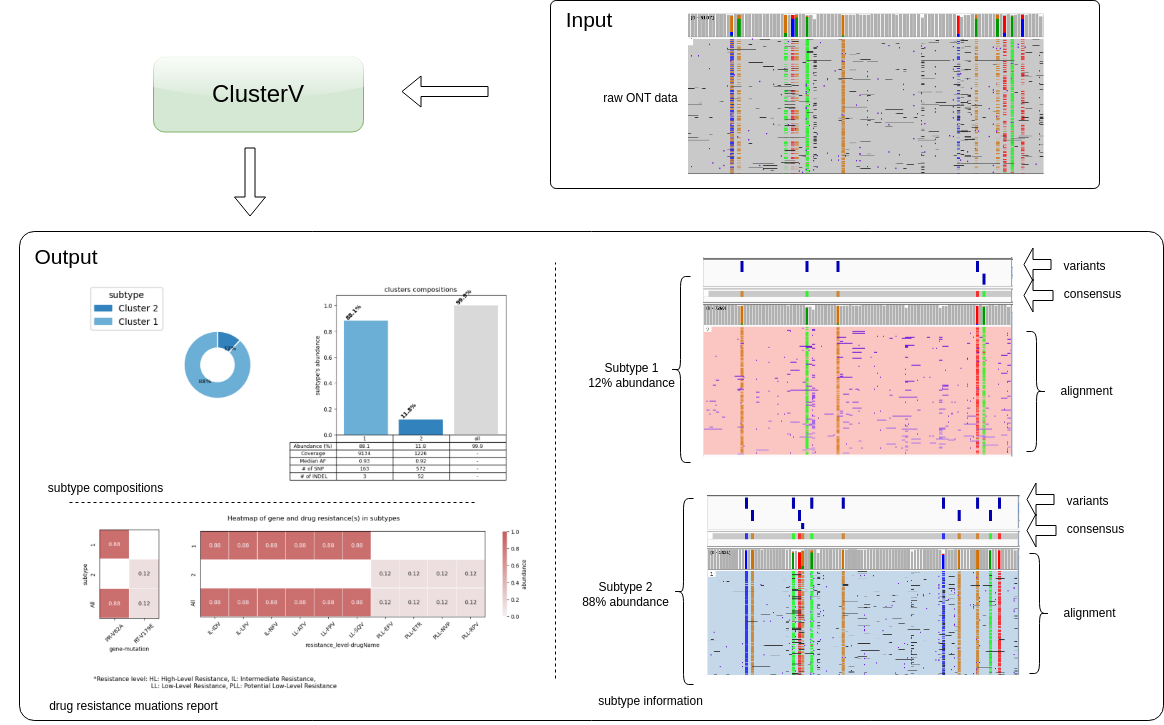 Input
[0 - 9107]
raw ONT data
ClusterV
Output
subtype
Cluster 2
Cluster 1
12%
88%
clusters compositions
subtype's abundance
1.0
0.8
0.6
0.4
0.2
0.0
88.1%
11.8%
99.9%
1 2 all
Abundance (%) 88.1 11.8 99.9
Coverage 9174 1226 -
Median AF 0.93 0.92 -
# of SNP 163 572 -
# of INDEL 3 52 -
subtype compositions
Heatmap of gene and drug resistance(s) in subtypes
subtype
1 0.88
2 0.12
All 0.88 0.12
PR-V82A RT-V179E
gene-mutation
1 0.88 0.88 0.88 0.88 0.88 0.88
2 0.12 0.12 0.12 0.12
All 0.88 0.88 0.88 0.88 0.88 0.88 0.12 0.12 0.12 0.12
IL-IDV IL-LPV IL-NFV LL-ATV LL-FPV LL-SQV PLL-EFV PLL-ETR PLL-NVP PLL-RPV
resistance_level-drugName
1.0
0.8
0.6
0.4
0.2
0.0
abundance
*Resistance level: HL: High-Level Resistance, IL: Intermediate Resistance,
LL: Low-Level Resistance, PLL: Potential Low-Level Resistance
drug resistance muations report
variants
consensus
Subtype 1
12% abundance
alignment
variants
consensus
Subtype 2
88% abundance
alignment
subtype information